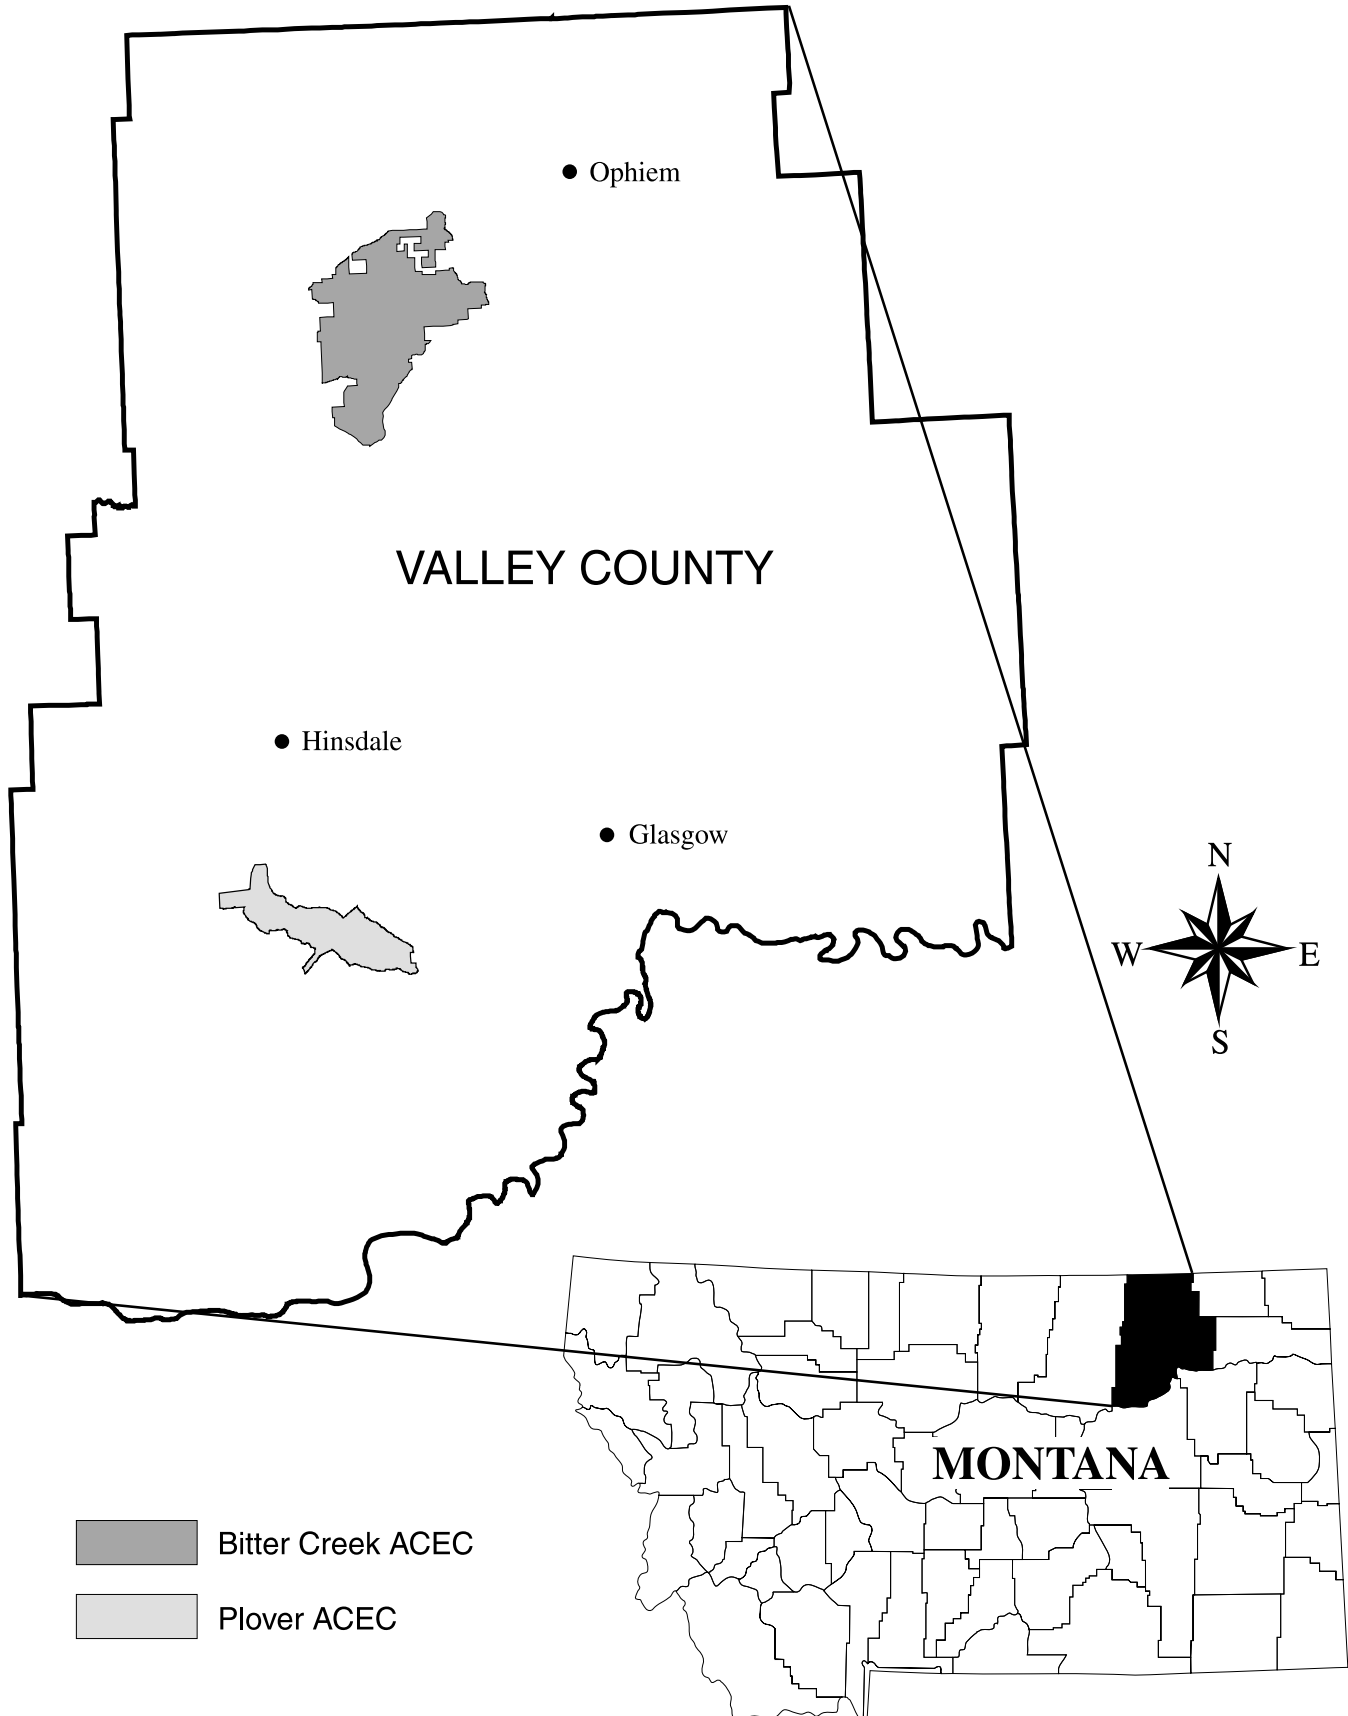 Ophiem
VALLEY COUNTY
Hinsdale
Glasgow
N
W
E
S
MONTANA
Bitter Creek ACEC
Plover ACEC